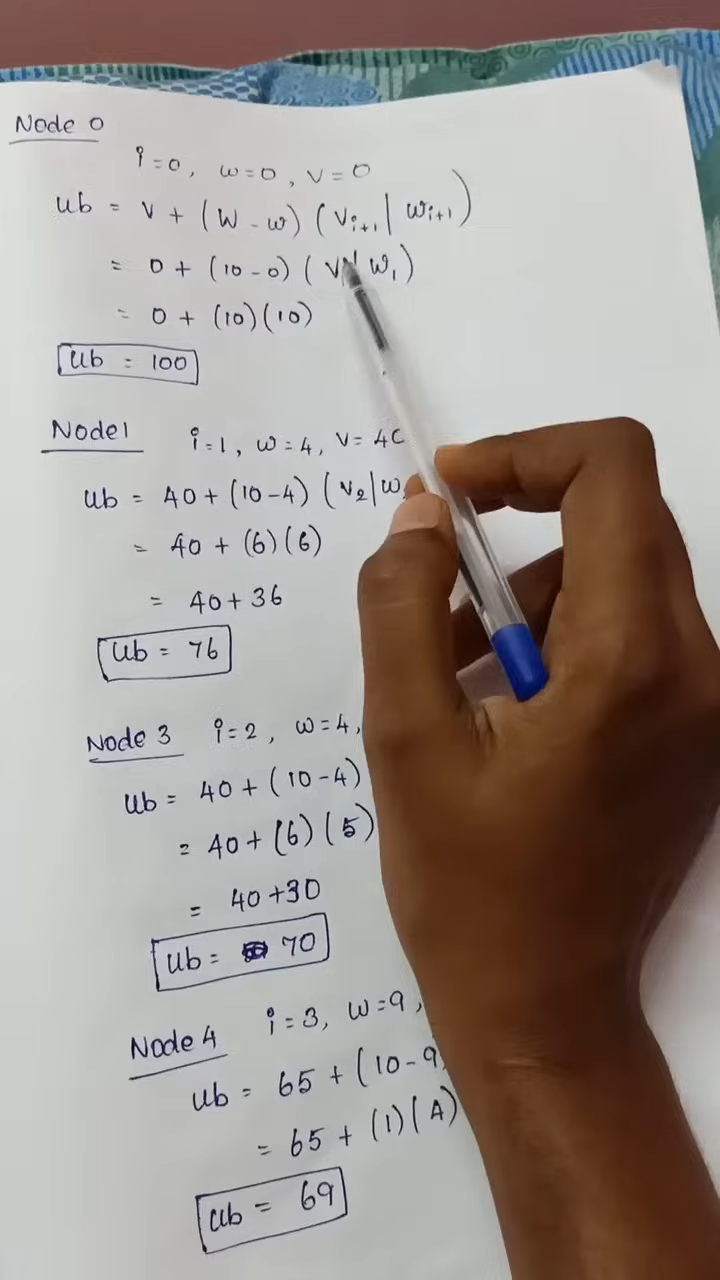 Node 0
i=0, w=0, v=0
ub = v + (W - w) (vi+1 | wi+1)
= 0 + (10-0) ( w1)
= 0 + (10)(10)
Ub = 100
Node1 i=1, w=4, v=4
ub = 40 + (10-4) (v2|w
= 40 + (6)(6)
= 40+36
Ub = 76
Node 3 i=2, w=4,
Ub = 40 + (10-4)
= 40+(6)(5)
= 40+30
Ub = 70
Node 4 i=3, w=9,
Ub = 65 + (10-9
= 65 + (1)(4)
Ub = 69